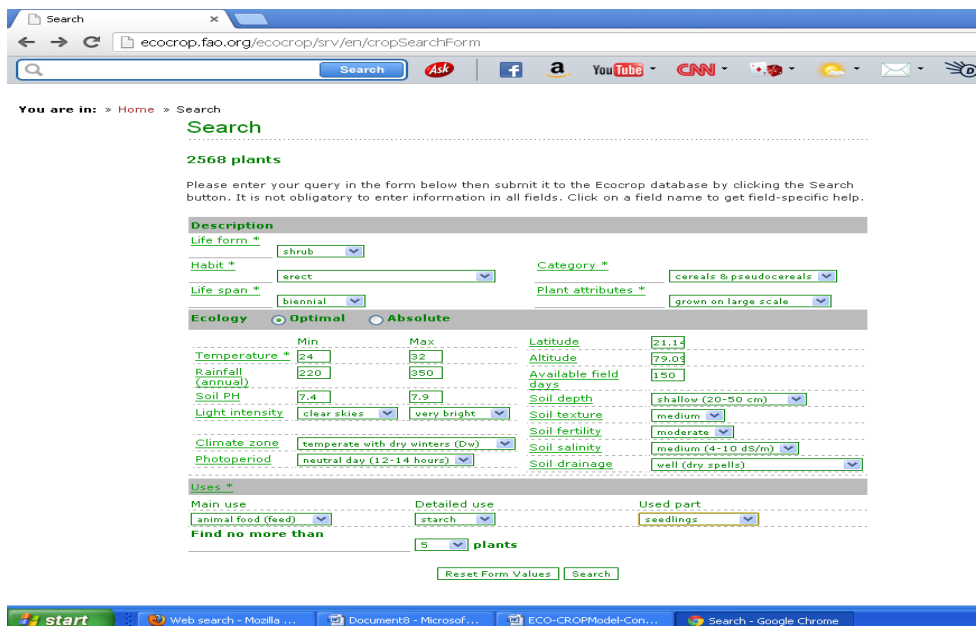 Search
ecocrop.fao.org/ecocrop/srv/en/cropSearchForm
Search Ask f a YouTube CNN
You are in: » Home » Search
Search
2568 plants
Please enter your query in the form below then submit it to the Ecocrop database by clicking the Search
button. It is not obligatory to enter information in all fields. Click on a field name to get field-specific help.
Description
Life form * shrub
Habit * erect Category * cereals & pseudocereals
Life span * biennial Plant attributes * grown on large scale
Ecology Optimal Absolute
Min Max Latitude 21.14
Temperature * 24 32 Altitude 79.09
Rainfall (annual) 220 350 Available field days 150
Soil PH 7.4 7.9 Soil depth shallow (20-50 cm)
Light intensity clear skies very bright Soil texture medium
Soil fertility moderate
Climate zone temperate with dry winters (Dw) Soil salinity medium (4-10 dS/m)
Photoperiod neutral day (12-14 hours) Soil drainage well (dry spells)
Uses *
Main use Detailed use Used part
animal food (feed) starch seedlings
Find no more than 5 plants
Reset Form Values Search
start Web search - Mozilla ... Document8 - Microsof... ECO-CROPModel-Con... Search - Google Chrome